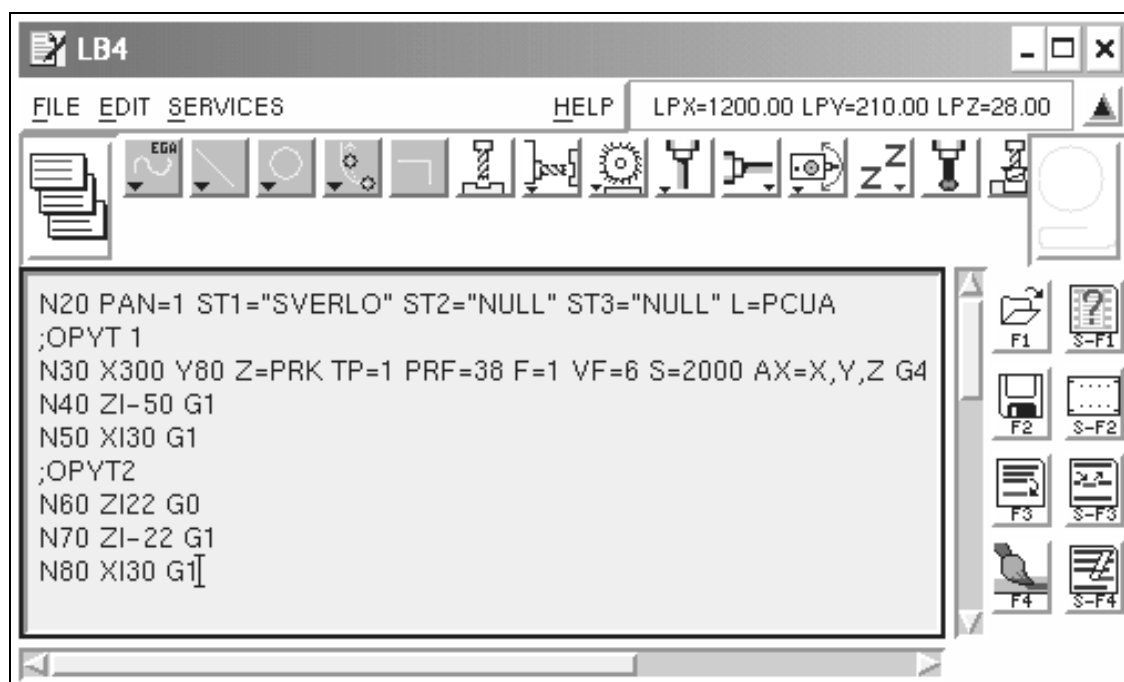 LB4
FILE EDIT SERVICES HELP LPX=1200.00 LPY=210.00 LPZ=28.00
EGA
Z Z
N20 PAN=1 ST1="SVERLO" ST2="NULL" ST3="NULL" L=PCUA
;OPYT 1
N30 X300 Y80 Z=PRK TP=1 PRF=38 F=1 VF=6 S=2000 AX=X,Y,Z G4
N40 ZI-50 G1
N50 XI30 G1
;OPYT2
N60 ZI22 G0
N70 ZI-22 G1
N80 XI30 G1
F1 S-F1
F2 S-F2
F3 S-F3
F4 S-F4